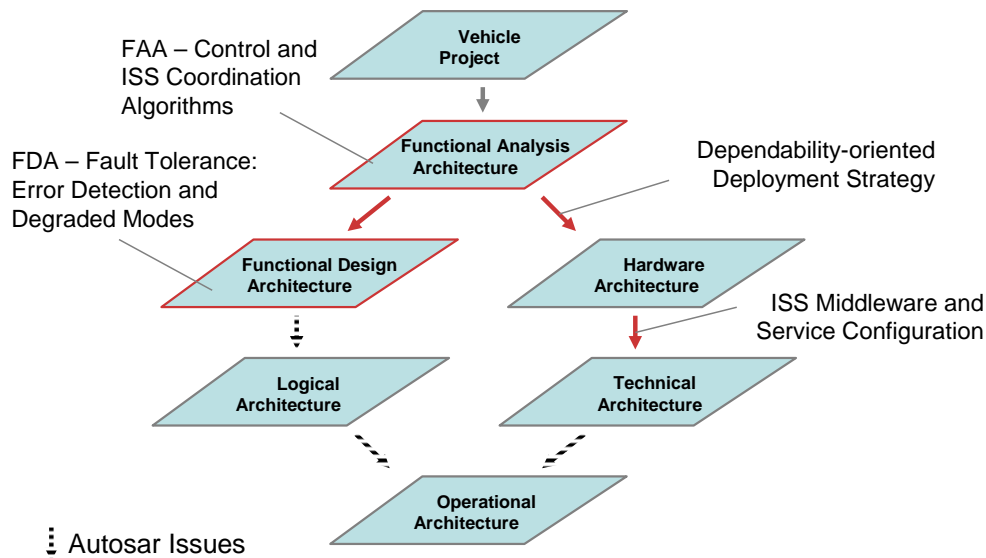 Vehicle
Project
FAA – Control and
ISS Coordination
Algorithms
Functional Analysis
Architecture
FDA – Fault Tolerance:
Error Detection and
Degraded Modes
Dependability-oriented
Deployment Strategy
Functional Design
Architecture
Hardware
Architecture
ISS Middleware and
Service Configuration
Logical
Architecture
Technical
Architecture
Operational
Architecture
Autosar Issues